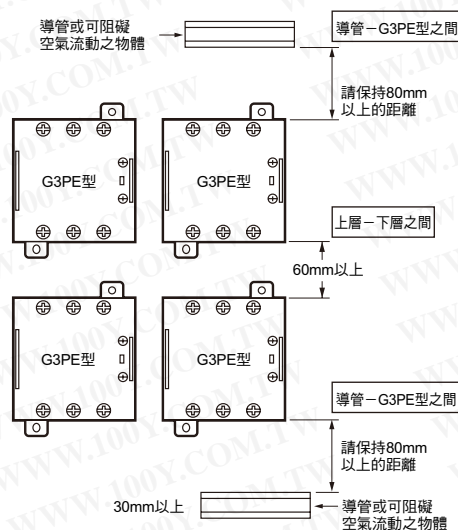 導管或可阻礙
空氣流動之物體
導管－G3PE型之間
請保持80mm
以上的距離
G3PE型
G3PE型
上層－下層之間
60mm以上
G3PE型
G3PE型
導管－G3PE型之間
請保持80mm
以上的距離
30mm以上
導管或可阻礙
空氣流動之物體
WWW.100Y.COM.TW